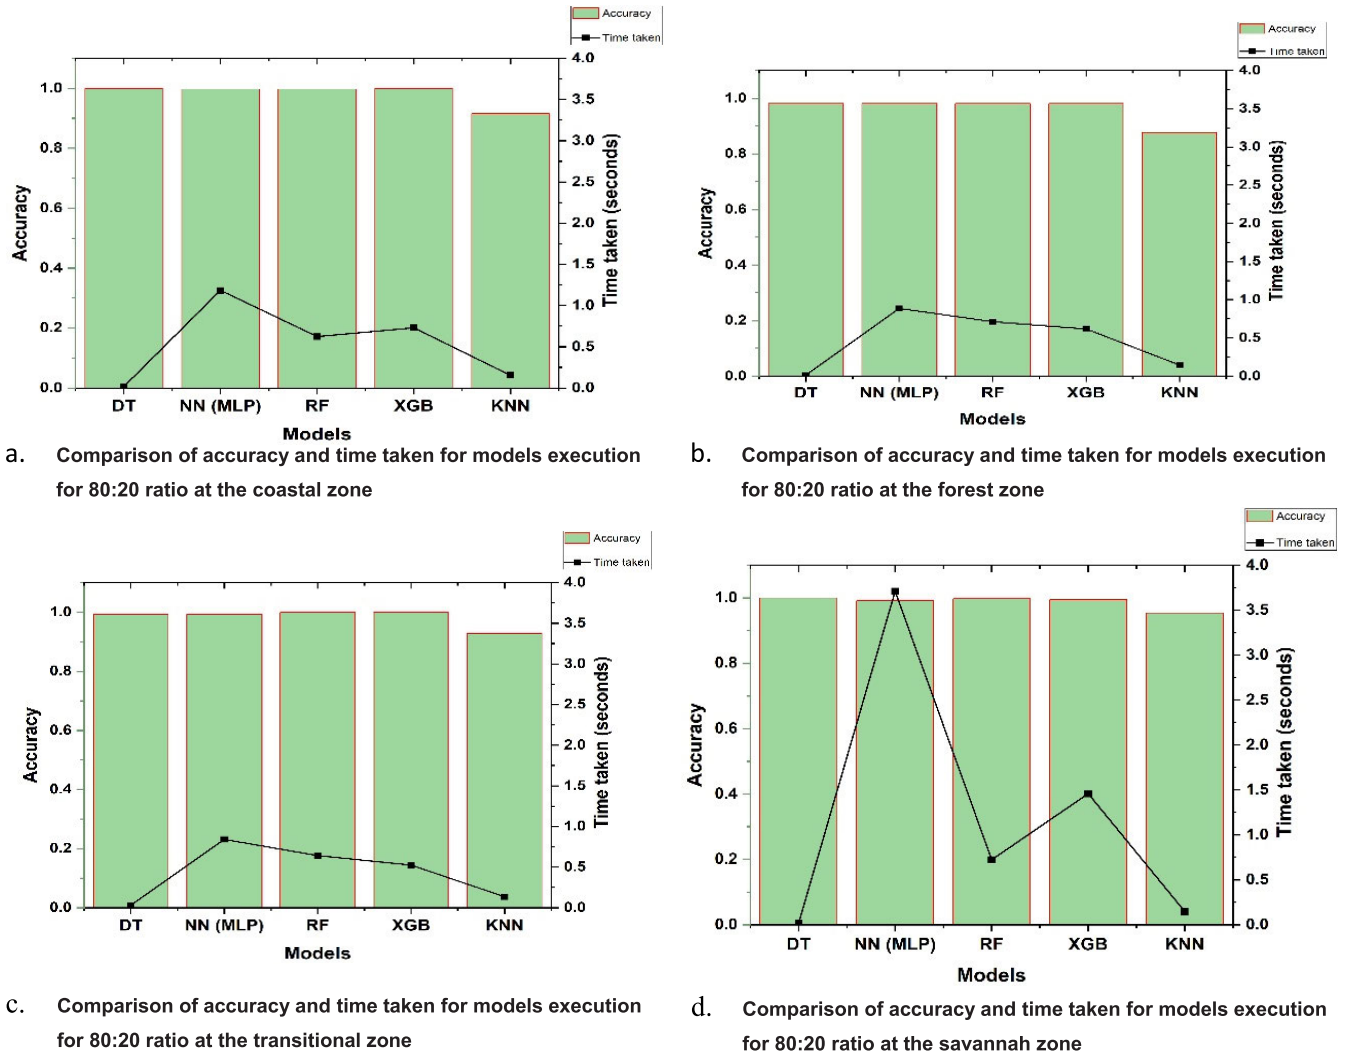 Accuracy
Time taken
4.0
1.0
3.5
0.8
3.0
2.5
0.6
2.0
0.4
1.5
1.0
0.2
0.5
0.0
0.0
Accuracy
Time taken (seconds)
DT NN (MLP) RF XGB KNN
Models
a. Comparison of accuracy and time taken for models execution
for 80:20 ratio at the coastal zone
Accuracy
Time taken
4.0
1.0
3.5
0.8
3.0
2.5
0.6
2.0
0.4
1.5
1.0
0.2
0.5
0.0
0.0
Accuracy
Time taken (seconds)
DT NN (MLP) RF XGB KNN
Models
b. Comparison of accuracy and time taken for models execution
for 80:20 ratio at the forest zone
Accuracy
Time taken
4.0
1.0
3.5
0.8
3.0
2.5
0.6
2.0
0.4
1.5
1.0
0.2
0.5
0.0
0.0
Accuracy
Time taken (seconds)
DT NN (MLP) RF XGB KNN
Models
c. Comparison of accuracy and time taken for models execution
for 80:20 ratio at the transitional zone
Accuracy
Time taken
4.0
1.0
3.5
0.8
3.0
2.5
0.6
2.0
0.4
1.5
1.0
0.2
0.5
0.0
0.0
Accuracy
Time taken (seconds)
DT NN (MLP) RF XGB KNN
Models
d. Comparison of accuracy and time taken for models execution
for 80:20 ratio at the savannah zone